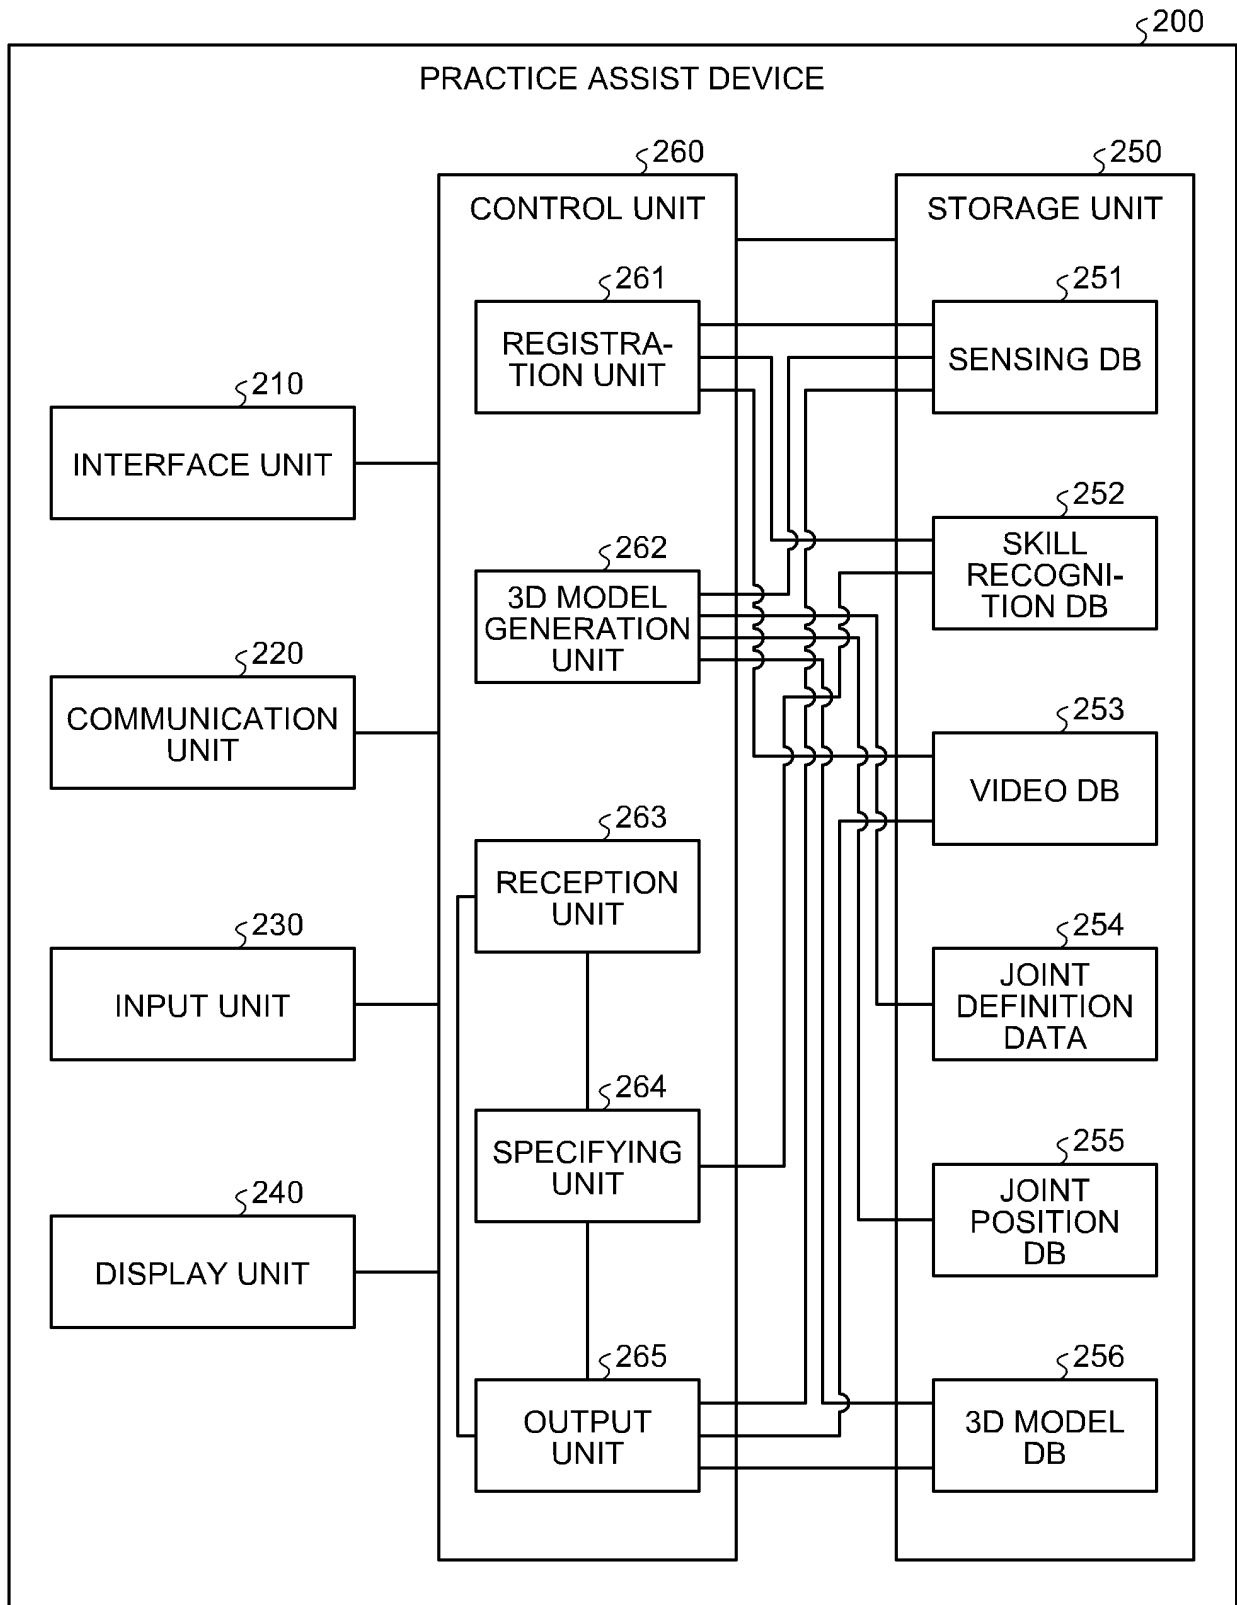 200
PRACTICE ASSIST DEVICE
260
CONTROL UNIT
250
STORAGE UNIT
210
INTERFACE UNIT
220
COMMUNICATION
UNIT
230
INPUT UNIT
240
DISPLAY UNIT
261
REGISTRA-
TION UNIT
262
3D MODEL
GENERATION
UNIT
263
RECEPTION
UNIT
264
SPECIFYING
UNIT
265
OUTPUT
UNIT
251
SENSING DB
252
SKILL
RECOGNI-
TION DB
253
VIDEO DB
254
JOINT
DEFINITION
DATA
255
JOINT
POSITION
DB
256
3D MODEL
DB